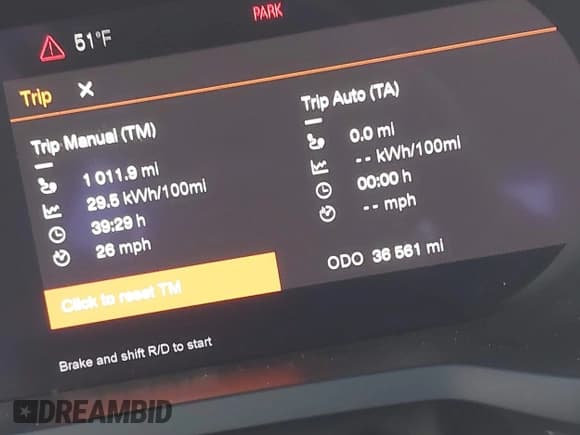 PARK
51°F
Trip
Trip Manual (TM)
1 011.9 mi
29.5 kWh/100mi
39:29 h
26 mph
Click to reset TM
Trip Auto (TA)
0.0 mi
-- kWh/100mi
00:00 h
-- mph
ODO 36 561 mi
Brake and shift R/D to start
DREAMBID